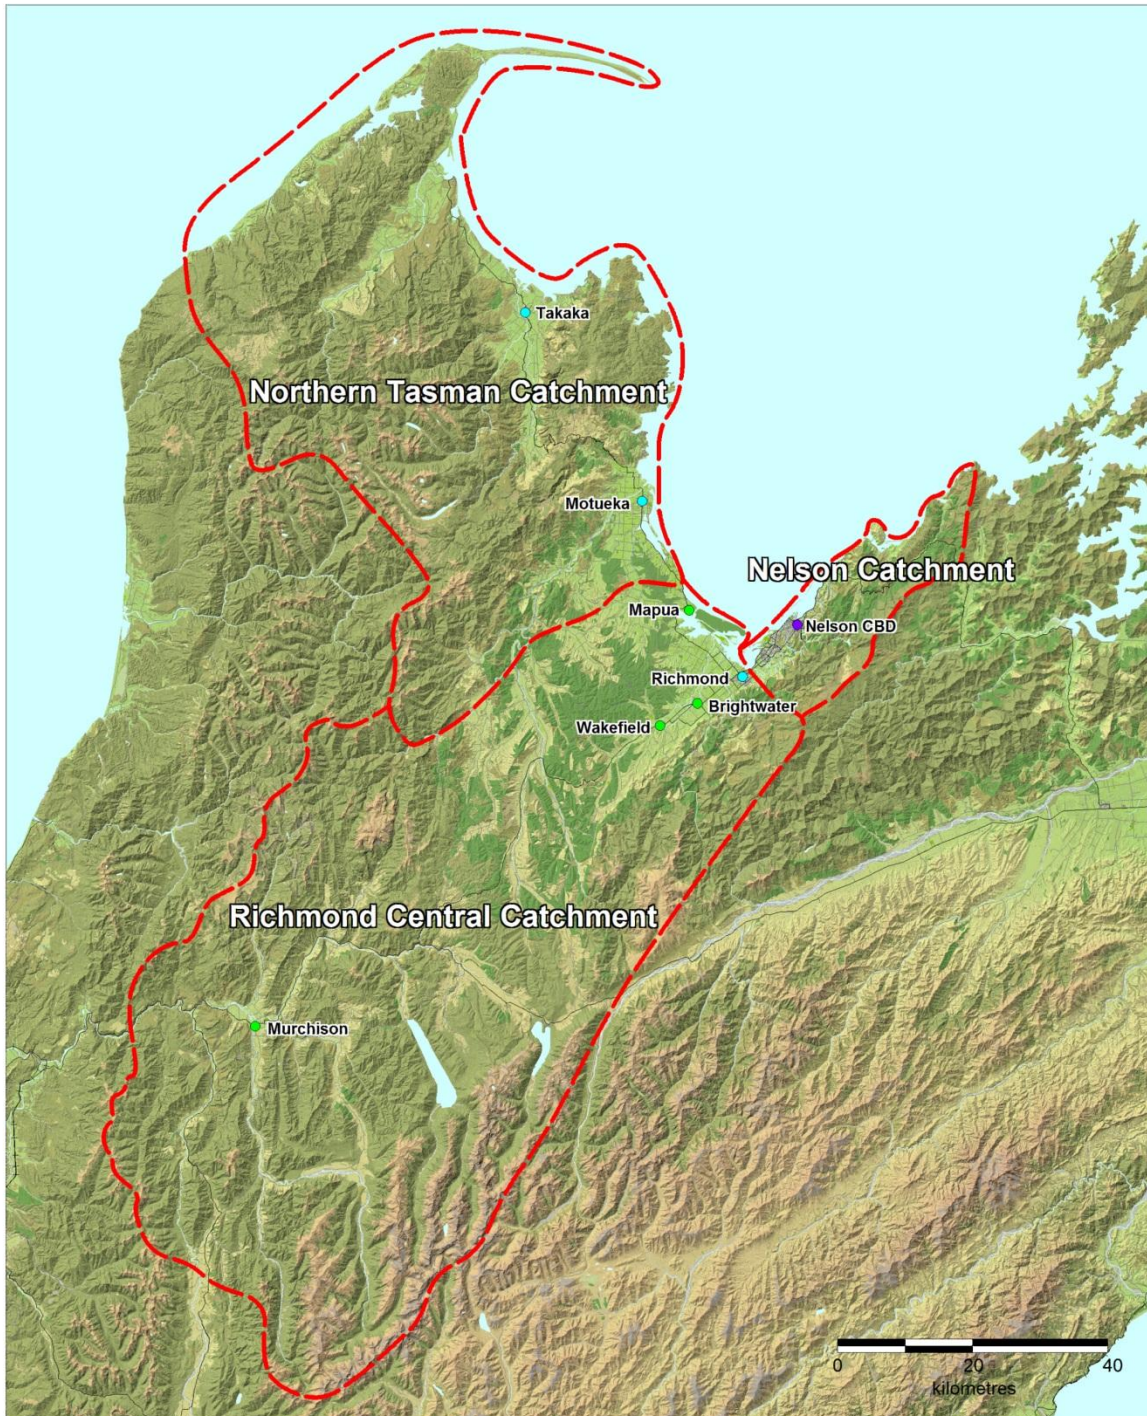 Takaka
Northern Tasman Catchment
Motueka
Nelson Catchment
Mapua
Nelson CBD
Richmond
Brightwater
Wakefield
Richmond Central Catchment
Murchison
0 20 40
kilometres